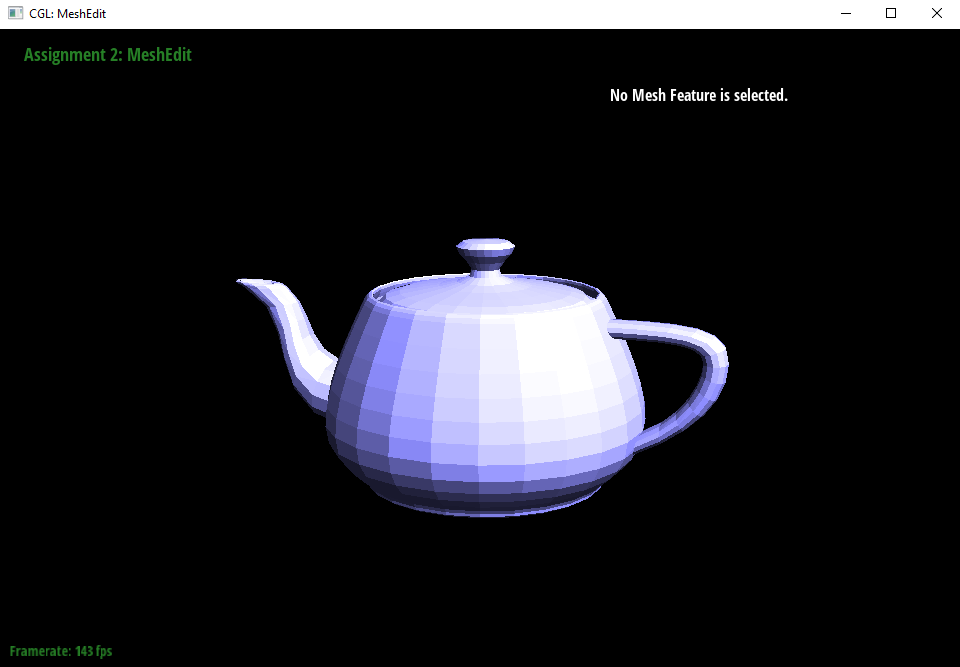 CGL: MeshEdit
Assignment 2: MeshEdit
No Mesh Feature is selected.
Framerate: 143 fps